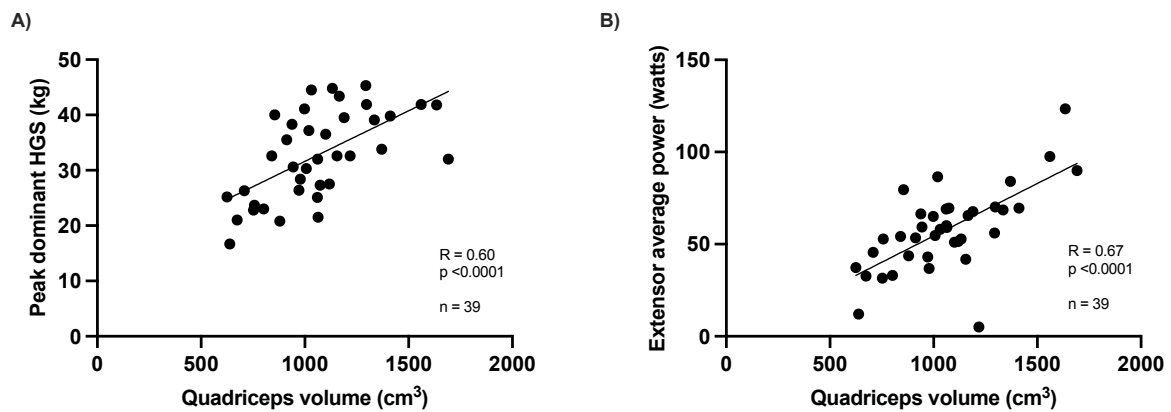 A)
50
40
30
20
10
0
Peak dominant HGS (kg)
R = 0.60
p <0.0001
n = 39
0 500 1000 1500 2000
Quadriceps volume (cm³)
B)
150
100
50
0
Extensor average power (watts)
R = 0.67
p <0.0001
n = 39
0 500 1000 1500 2000
Quadriceps volume (cm³)